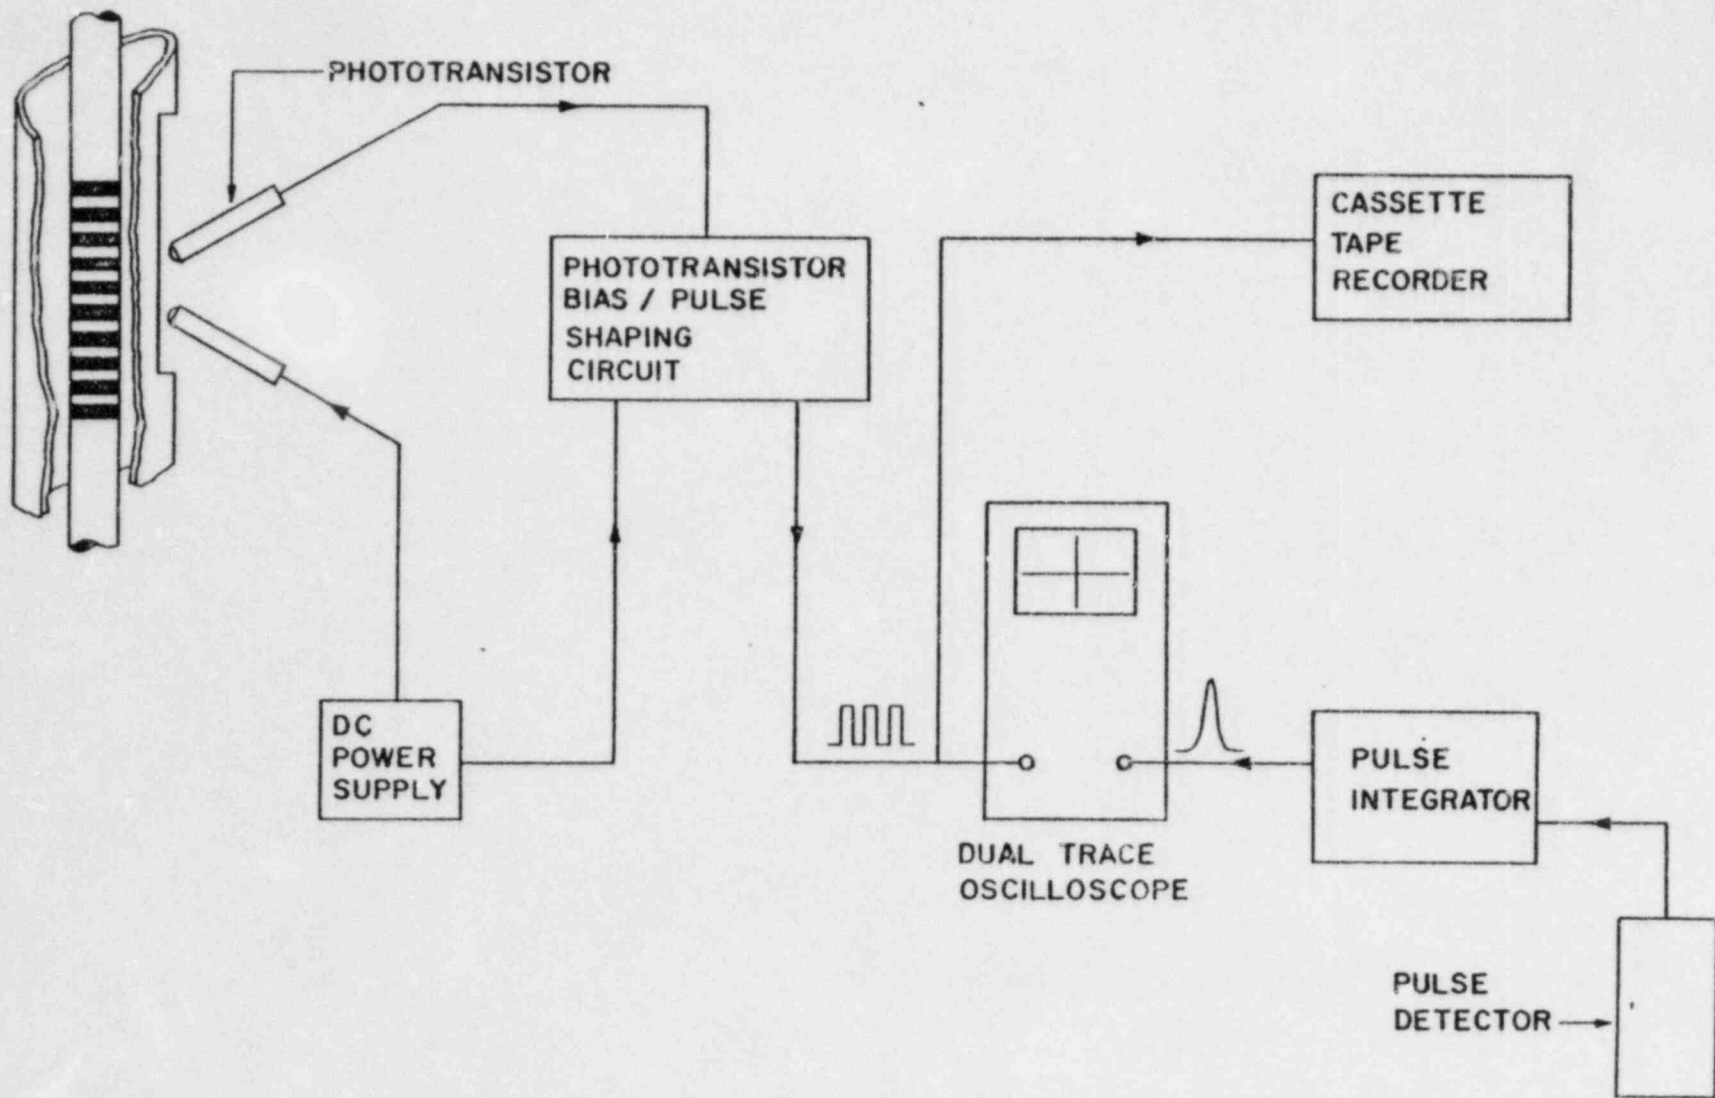 PHOTOTRANSISTOR
PHOTOTRANSISTOR
BIAS / PULSE
SHAPING
CIRCUIT
CASSETTE
TAPE
RECORDER
DC
POWER
SUPPLY
DUAL TRACE
OSCILLOSCOPE
PULSE
INTEGRATOR
PULSE
DETECTOR